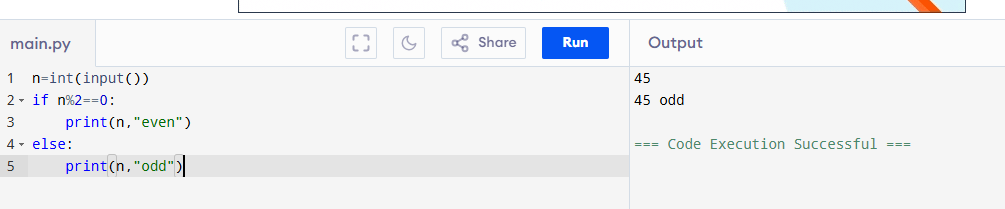 main.py
Share
Run
Output
1 n=int(input())
2 if n%2==0:
3     print(n,"even")
4 else:
5     print(n,"odd")
45
45 odd
=== Code Execution Successful ===